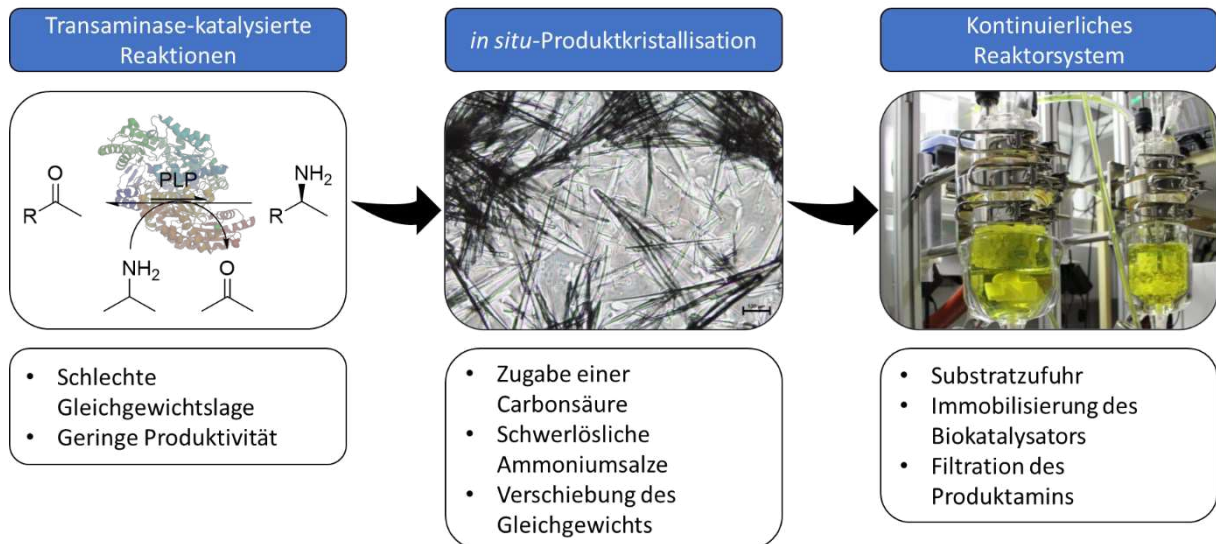 Transaminase-katalysierte
Reaktionen
O
R
PLP
NH₂
R
NH₂
O
Schlechte
Gleichgewichtslage
Geringe Produktivität
in situ-Produktkristallisation
Zugabe einer
Carbonsäure
Schwerlösliche
Ammoniumsalze
Verschiebung des
Gleichgewichts
Kontinuierliches
Reaktorsystem
Substratzufuhr
Immobilisierung des
Biokatalysators
Filtration des
Produktamins